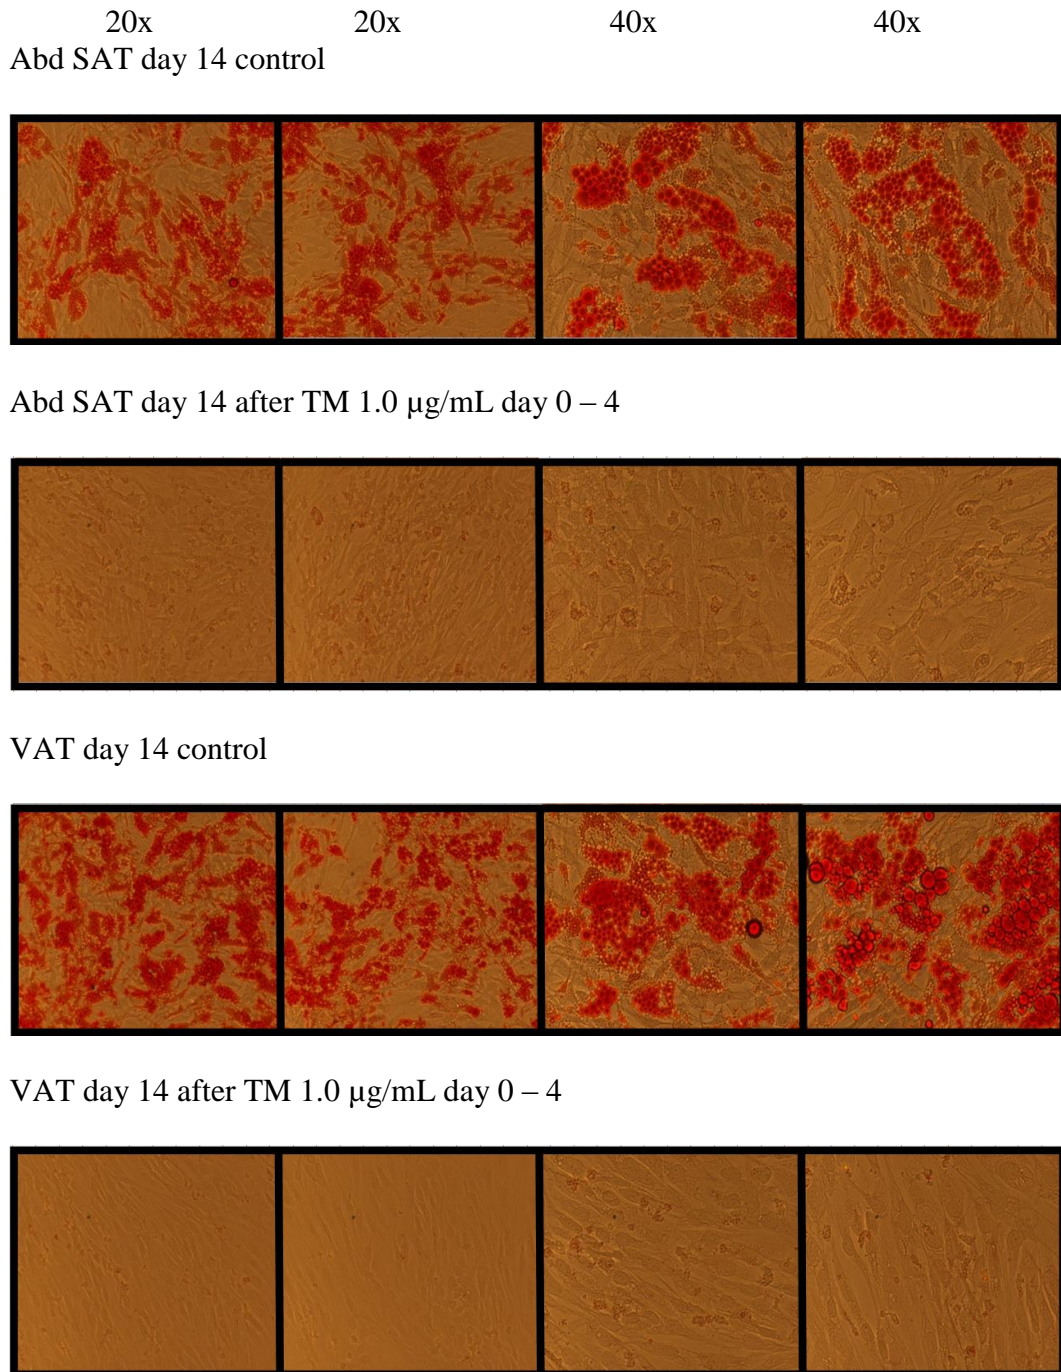 20x 20x 40x 40x
Abd SAT day 14 control
Abd SAT day 14 after TM 1.0 μg/mL day 0 – 4
VAT day 14 control
VAT day 14 after TM 1.0 μg/mL day 0 – 4